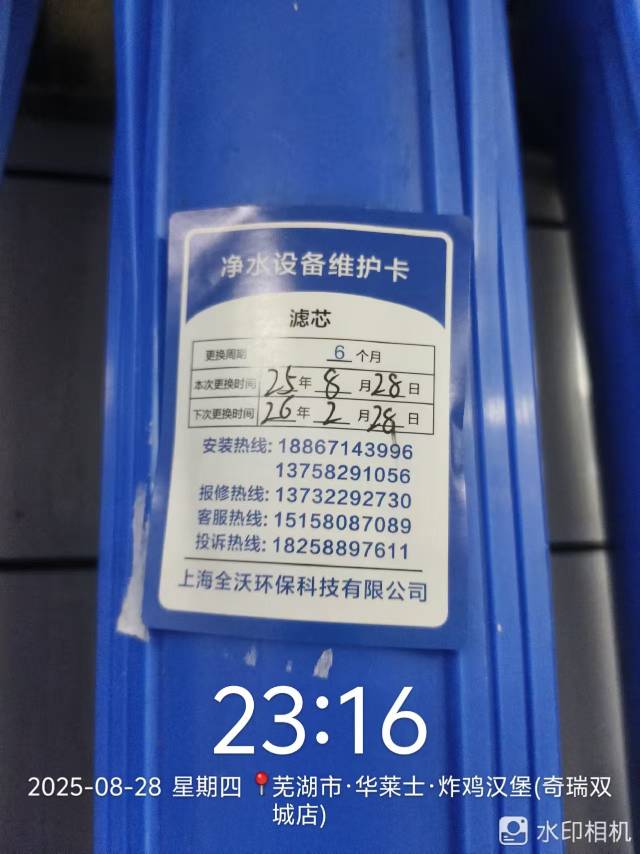 净水设备维护卡
滤芯
更换周期 6 个月
本次更换时间 25 年 8 月 28 日
下次更换时间 26 年 2 月 28 日
安装热线: 18867143996
13758291056
报修热线: 13732292730
客服热线: 15158087089
投诉热线: 18258897611
上海全沃环保科技有限公司
23:16
2025-08-28 星期四 📍芜湖市·华莱士·炸鸡汉堡(奇瑞双
城店)
水印相机